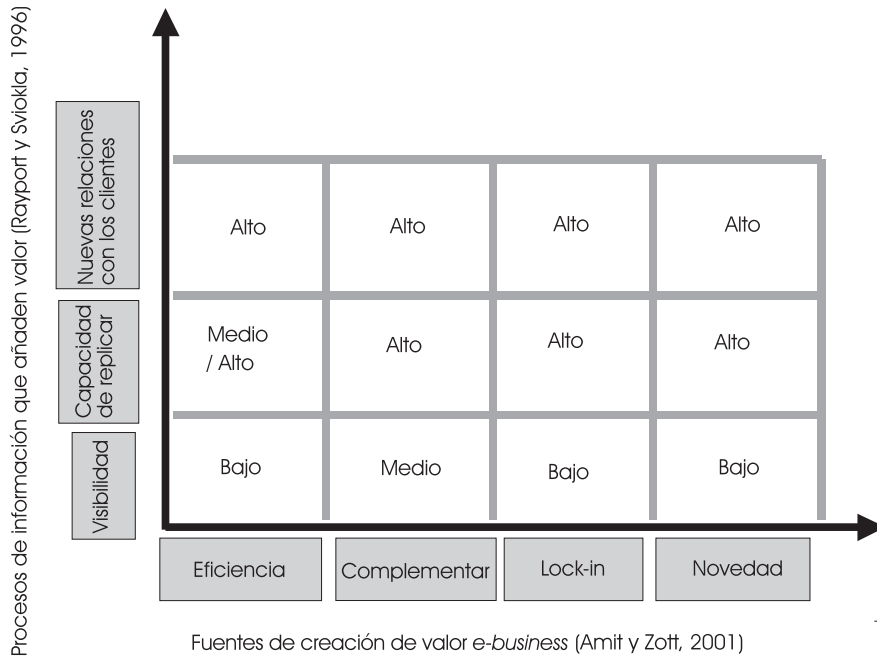 Procesos de información que añaden valor (Rayport y Sviokla, 1996)
Nuevas relaciones
con los clientes
Alto
Alto
Alto
Alto
Capacidad
de replicar
Medio
/ Alto
Alto
Alto
Alto
Visibilidad
Bajo
Medio
Bajo
Bajo
Eficiencia
Complementar
Lock-in
Novedad
Fuentes de creación de valor e-business (Amit y Zott, 2001)